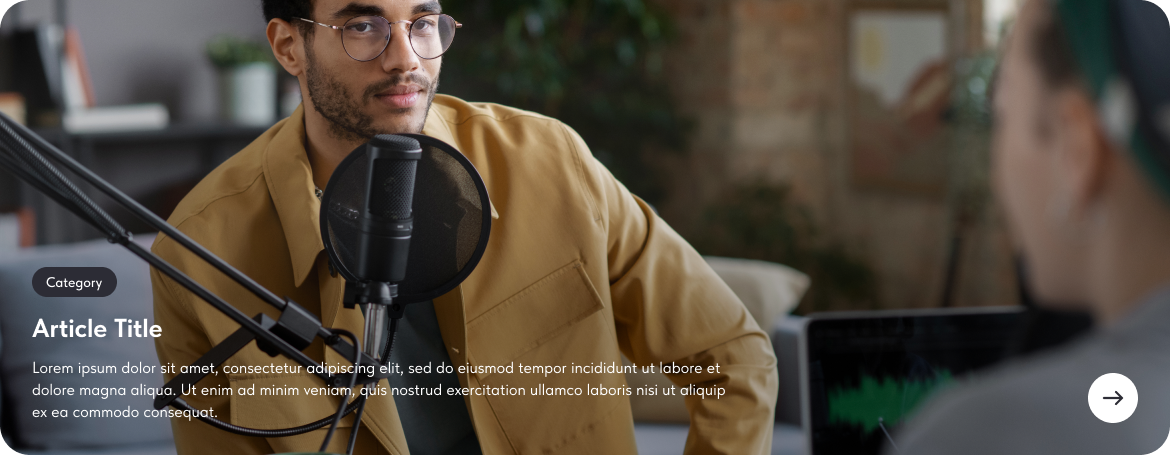 Category
Article Title
Lorem ipsum dolor sit amet, consectetur adipiscing elit, sed do eiusmod tempor incididunt ut labore et
dolore magna aliqua. Ut enim ad minim veniam, quis nostrud exercitation ullamco laboris nisi ut aliquip
ex ea commodo consequat.